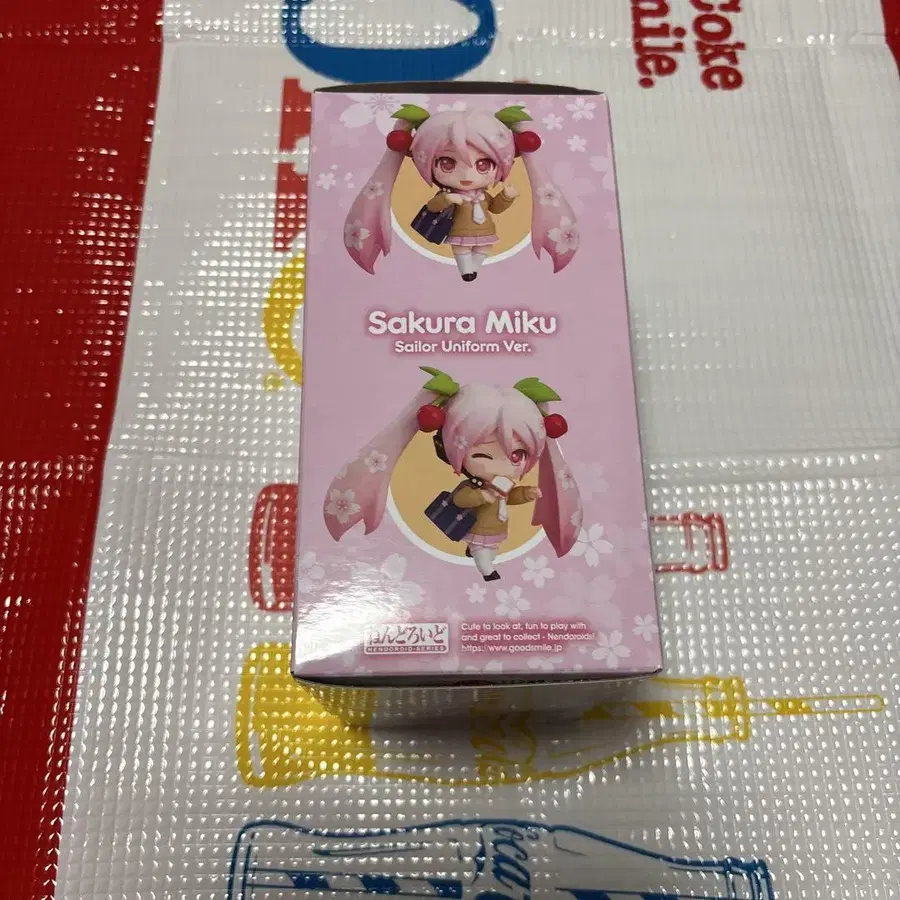 Coke
mile.
Sakura Miku
Sailor Uniform Ver.
ねんどろいど
NENDOROID-SERIES
Cute to look at, fun to play with
and great to collect - Nendoroids!
https://www.goodsmile.jp